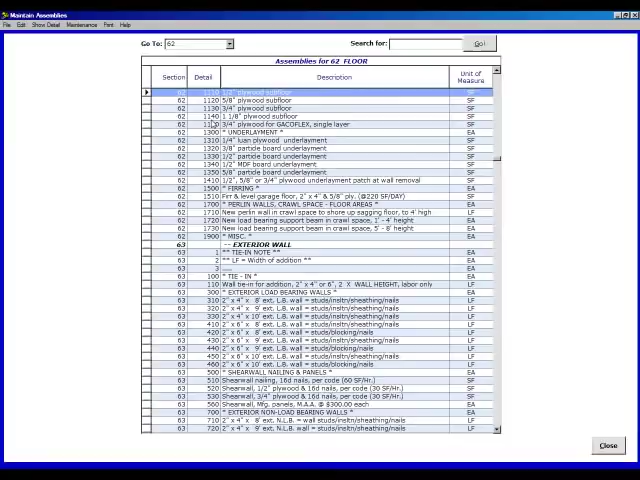 Maintain Assemblies
File Edit Show Detail Maintenance Font Help
Go To: 62 Search for: Go!
Assemblies for 62 FLOOR
Section Detail Description Unit of Measure
62 1110 1/2" plywood subfloor SF
62 1120 5/8" plywood subfloor SF
62 1130 3/4" plywood subfloor SF
62 1140 1 1/8" plywood subfloor SF
62 3/4" plywood for GACOFLEX, single layer SF
62 1300 * UNDERLAYMENT * EA
62 1310 1/4" luan plywood underlayment SF
62 1320 3/8" particle board underlayment SF
62 1330 1/2" particle board underlayment SF
62 1340 1/2" MDF board underlayment SF
62 1410 1/2", 5/8" or 3/4" plywood underlayment patch at wall removal SF
62 1500 * FIRRING * EA
62 1510 Firr & level garage floor, 2" x 4" & 5/8" ply. (@220 SF/DAY) SF
62 1700 * PERLIN WALLS, CRAWL SPACE - FLOOR AREAS * EA
62 1710 New perlin wall in crawl space to shore up sagging floor, to 4' high LF
62 1720 New load bearing support beam in crawl space, 1' - 4' height EA
62 1730 New load bearing support beam in crawl space, 5' - 8' height EA
62 1900 * MISC. * EA
63 -- EXTERIOR WALL
63 1 ** TIE-IN NOTE ** EA
63 2 ** LF = Width of addition ** EA
63 3 ---- EA
63 100 * TIE - IN * EA
63 110 Wall tie-in for addition, 2" x 4" or 6", 2 X WALL HEIGHT, labor only LF
63 300 * EXTERIOR LOAD BEARING WALLS * EA
63 310 2" x 4" x 8' ext. L.B. wall = studs/insltn/sheathing/nails LF
63 320 2" x 4" x 9' ext. L.B. wall = studs/insltn/sheathing/nails LF
63 330 2" x 4" x 10' ext. L.B. wall = studs/insltn/sheathing/nails LF
63 410 2" x 6" x 8' ext. L.B. wall = studs/insltn/sheathing/nails LF
63 420 2" x 6" x 8' ext. L.B. wall = studs/blocking/nails LF
63 430 2" x 6" x 9' ext. L.B. wall = studs/insltn/sheathing/nails LF
63 440 2" x 6" x 9' ext. L.B. wall = studs/blocking/nails LF
63 450 2" x 6" x 10' ext. L.B. wall = studs/insltn/sheathing/nails LF
63 460 2" x 6" x 10' ext. L.B. wall = studs/blocking/nails LF
63 500 * SHEARWALL NAILING & PANELS * EA
63 510 Shearwall nailing, 16d nails, per code (60 SF/Hr.) SF
63 520 Shearwall, 1/2" plywood & 16d nails, per code (30 SF/Hr.) SF
63 530 Shearwall, 3/4" plywood & 16d nails, per code (30 SF/Hr.) SF
63 560 Shearwall, Mfg. panels, M.A. @ $300.00 each EA
63 700 * EXTERIOR NON-LOAD BEARING WALLS * EA
63 710 2" x 4" x 8' ext. N.L.B. wall = studs/insltn/sheathing/nails LF
63 720 2" x 4" x 9' ext. N.L.B. wall = studs/insltn/sheathing/nails LF
Close